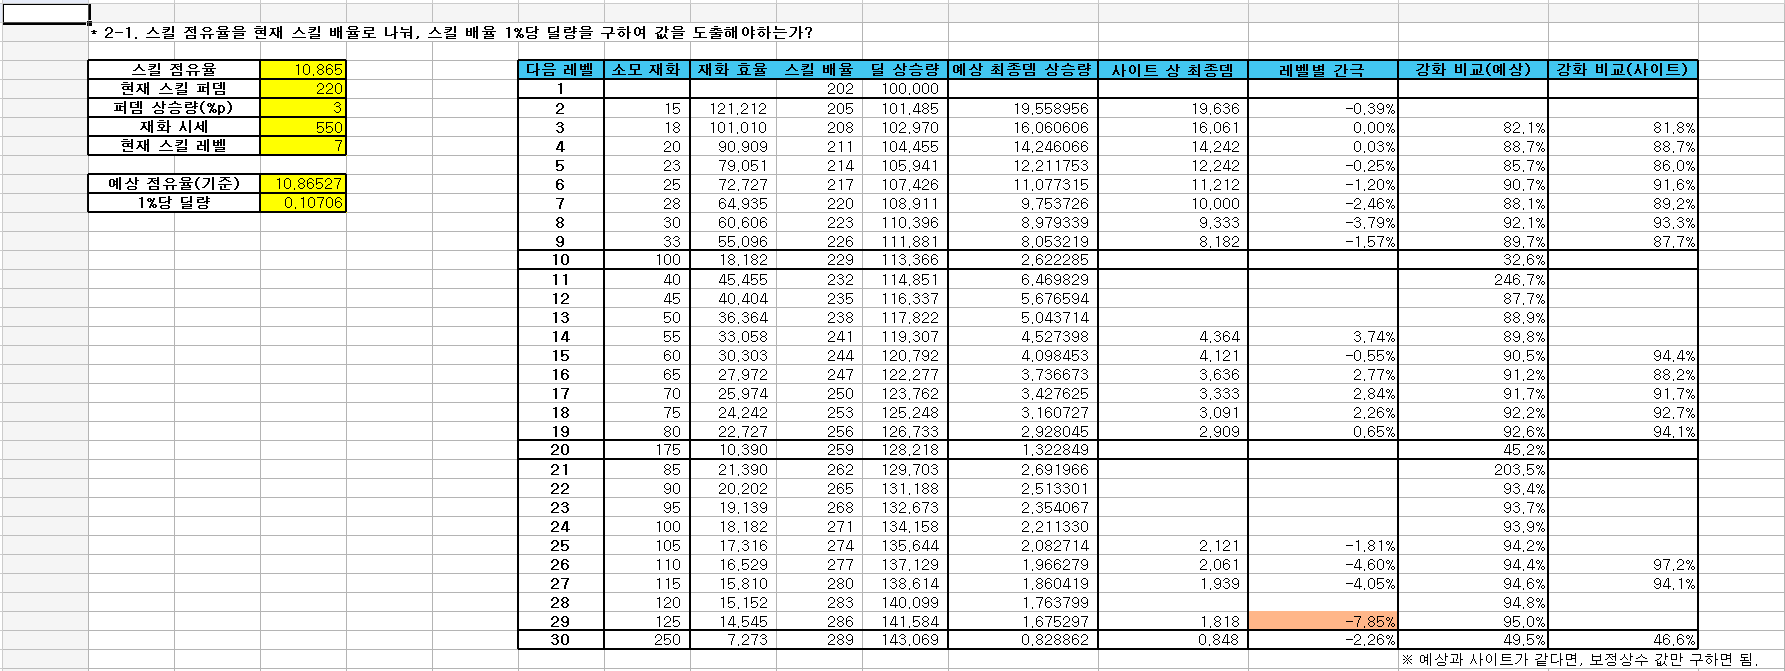 * 2-1. 스킬 점유율을 현재 스킬 배율로 나눠, 스킬 배율 1%당 딜량을 구하여 값을 도출해야하는가?
스킬 점유율 10.865
현재 스킬 퍼뎀 220
퍼뎀 상승량(%p) 3
재화 시세 550
현재 스킬 레벨 7
예상 점유율(기준) 10.86527
1%당 딜량 0.10706
다음 레벨 소모 재화 재화 효율 스킬 배율 딜 상승량 예상 최종뎀 상승량 사이트 상 최종뎀 레벨별 간극 강화 비교(예상) 강화 비교(사이트)
1 202 100.000
2 15 121.212 205 101.485 19.558956 19.636 -0.39%
3 18 101.010 208 102.970 16.060606 16.061 0.00% 82.1% 81.8%
4 20 90.909 211 104.455 14.246066 14.242 0.03% 88.7% 88.7%
5 23 79.051 214 105.941 12.211753 12.242 -0.25% 85.7% 86.0%
6 25 72.727 217 107.426 11.077315 11.212 -1.20% 90.7% 91.6%
7 28 64.935 220 108.911 9.753726 10.000 -2.46% 88.1% 89.2%
8 30 60.606 223 110.396 8.979339 9.333 -3.79% 92.1% 93.3%
9 33 55.096 226 111.881 8.053219 8.182 -1.57% 89.7% 87.7%
10 100 18.182 229 113.366 2.622285 32.6%
11 40 45.455 232 114.851 6.469829 246.7%
12 45 40.404 235 116.337 5.676594 87.7%
13 50 36.364 238 117.822 5.043714 88.9%
14 55 33.058 241 119.307 4.527398 4.364 3.74% 89.8%
15 60 30.303 244 120.792 4.098453 4.121 -0.55% 90.5% 94.4%
16 65 27.972 247 122.277 3.736673 3.636 2.77% 91.2% 88.2%
17 70 25.974 250 123.762 3.427625 3.333 2.84% 91.7% 91.7%
18 75 24.242 253 125.248 3.160727 3.091 2.26% 92.2% 92.7%
19 80 22.727 256 126.733 2.928045 2.909 0.65% 92.6% 94.1%
20 175 10.390 259 128.218 1.322849 45.2%
21 85 21.390 262 129.703 2.691966 203.5%
22 90 20.202 265 131.188 2.513301 93.4%
23 95 19.139 268 132.673 2.354067 93.7%
24 100 18.182 271 134.158 2.211330 93.9%
25 105 17.316 274 135.644 2.082714 2.121 -1.81% 94.2%
26 110 16.529 277 137.129 1.966279 2.061 -4.60% 94.4% 97.2%
27 115 15.810 280 138.614 1.860419 1.939 -4.05% 94.6% 94.1%
28 120 15.152 283 140.099 1.763799 94.8%
29 125 14.545 286 141.584 1.675297 1.818 -7.85% 95.0%
30 250 7.273 289 143.069 0.828862 0.848 -2.26% 49.5% 46.6%
※ 예상과 사이트가 같다면, 보정상수 값만 구하면 됨.